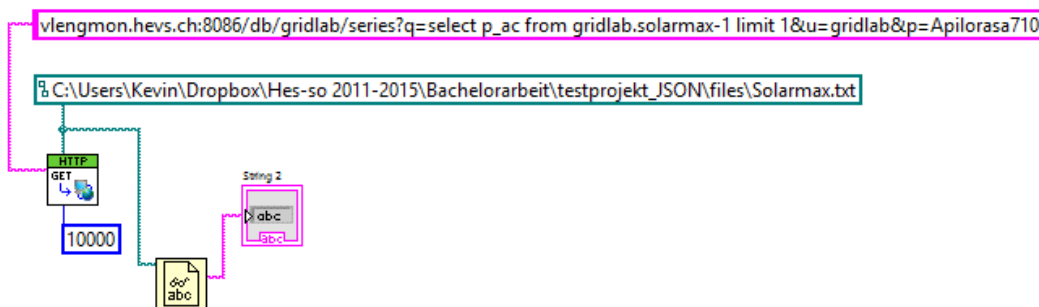 vlengmon.hevs.ch:8086/db/gridlab/series?q=select p_ac from gridlab.solarmax-1 limit 1&u=gridlab&p=Apilorasa710
C:\Users\Kevin\Dropbox\Hes-so 2011-2015\Bachelorarbeit\testprojekt_JSON\files\Solarmax.txt
HTTP
GET
String 2
abc
abc
10000
abc